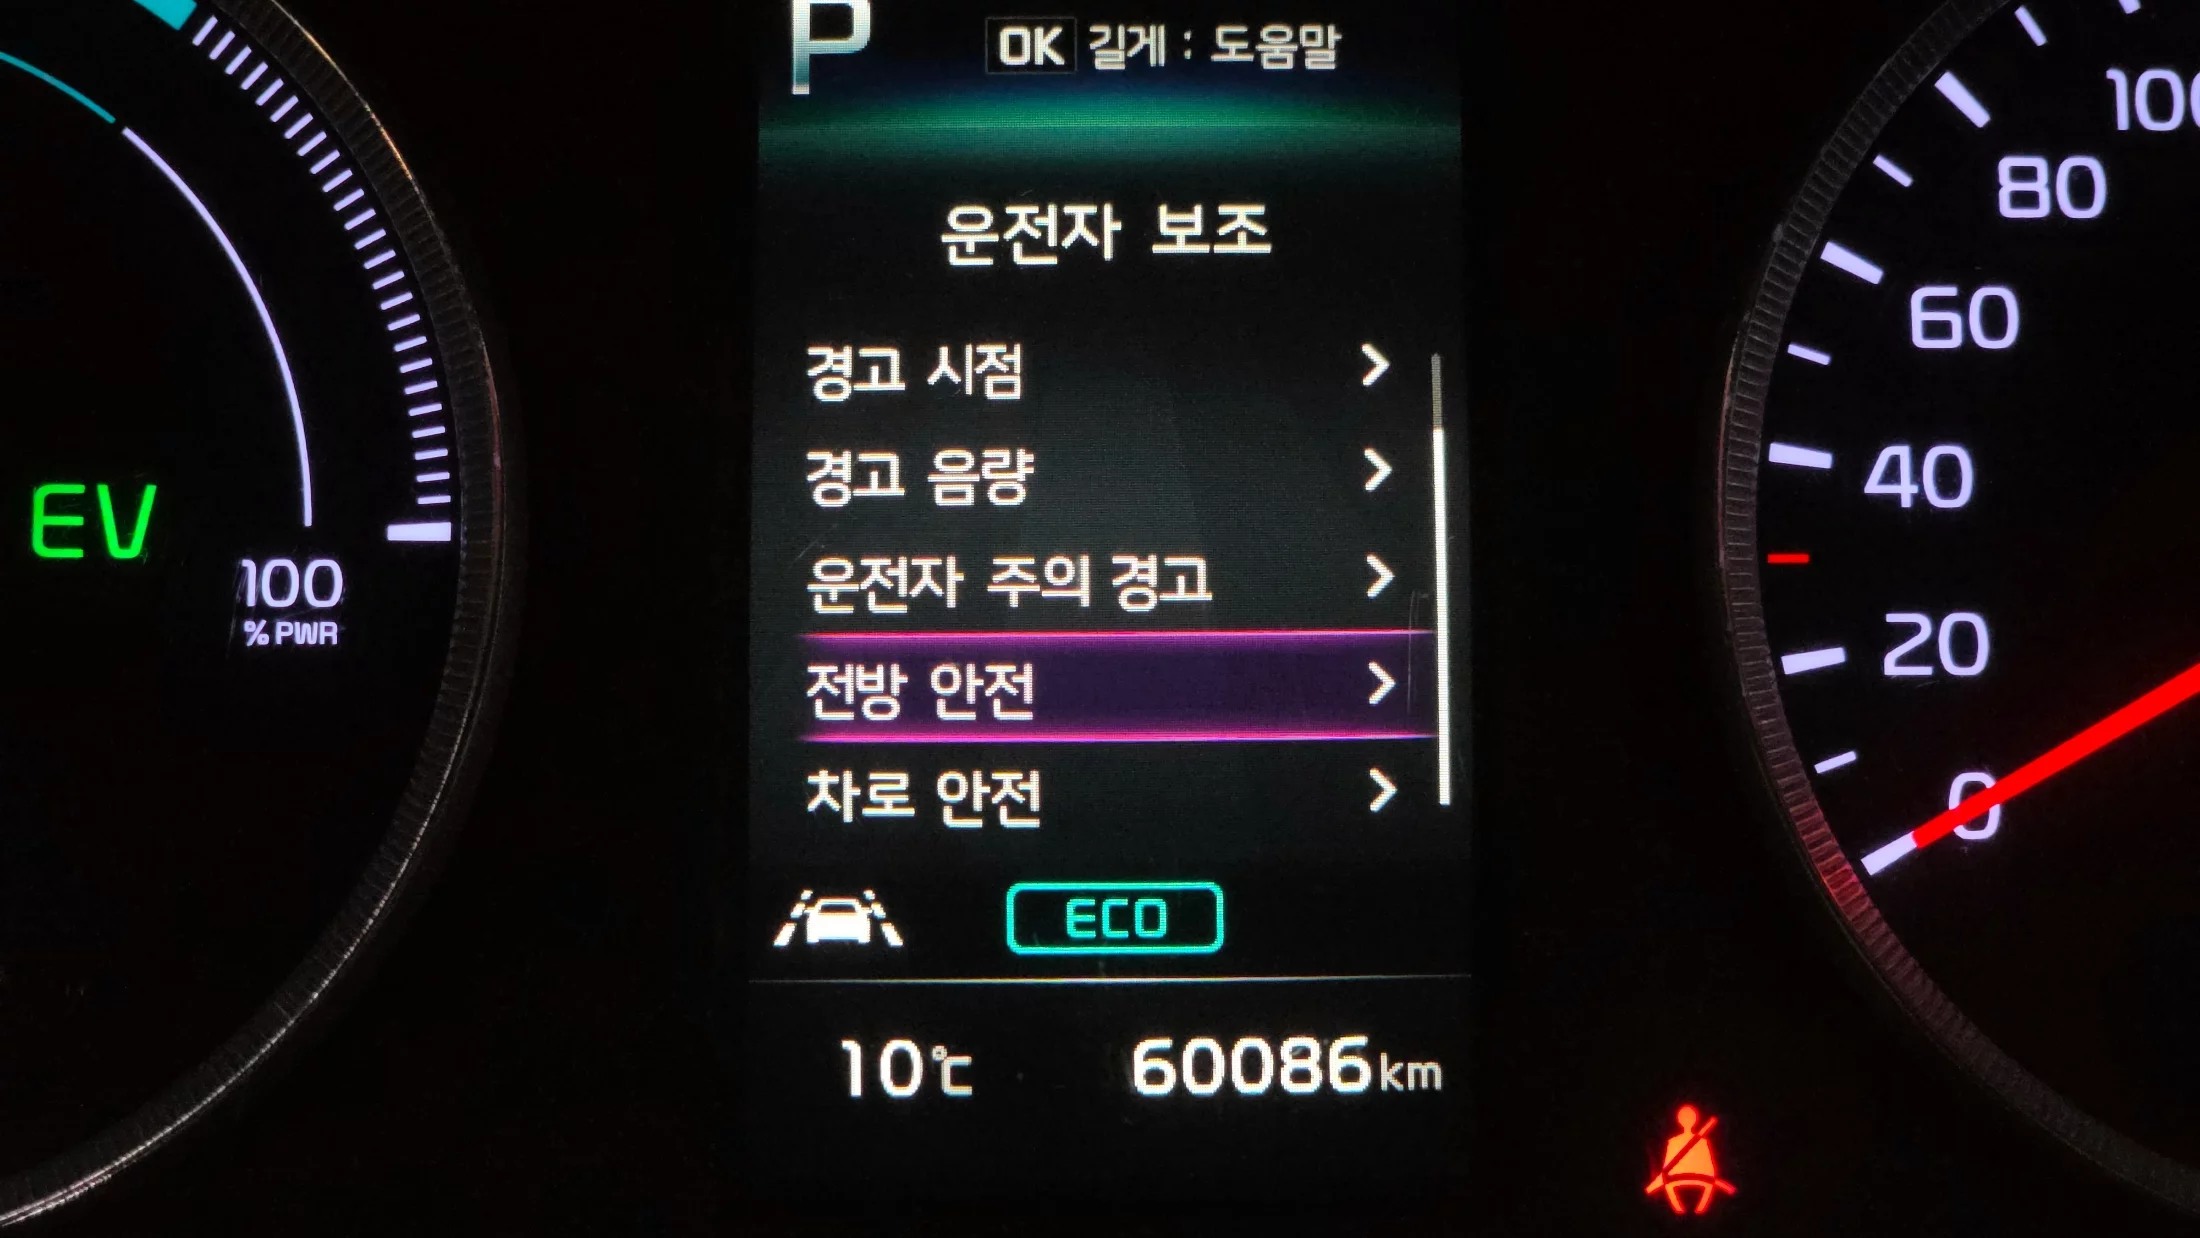 P
OK 길게 : 도움말
운전자 보조
경고 시점
경고 음량
운전자 주의 경고
전방 안전
차로 안전
ECO
10℃ 60086km
EV
100
% PWR
100
80
60
40
20
0